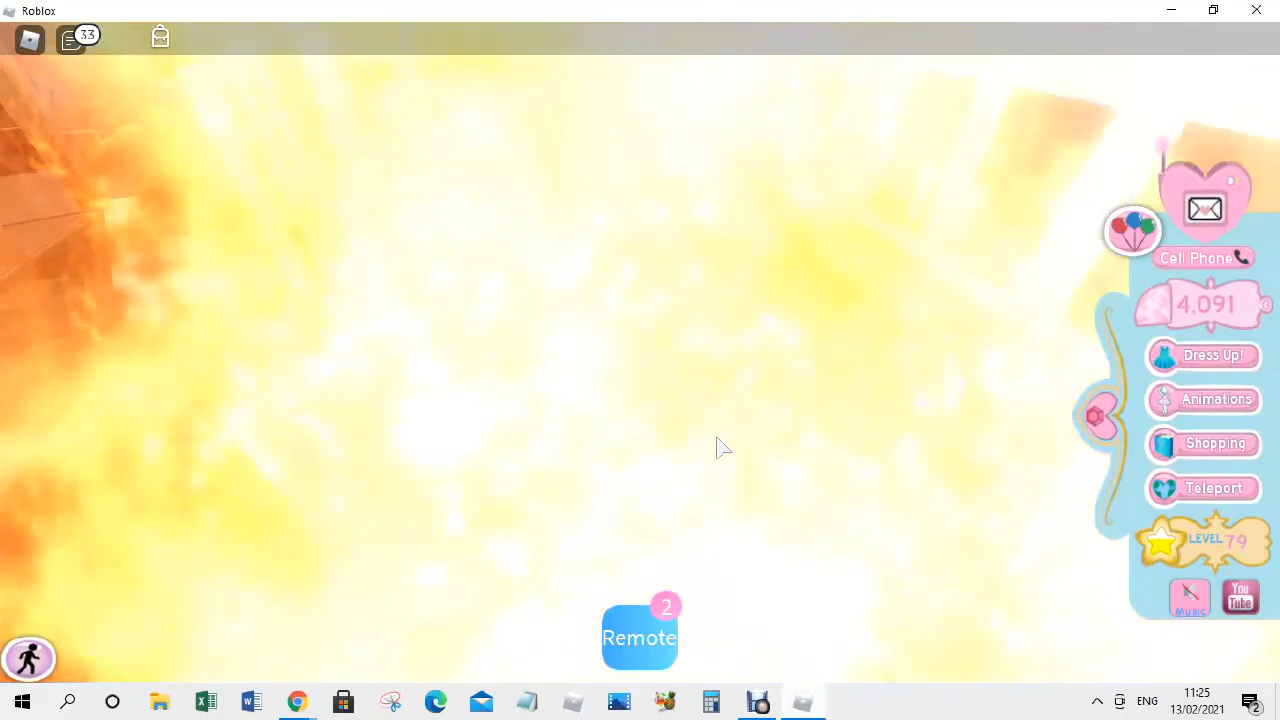 Roblox
33
Cell Phone
4,091
Dress Up!
Animations
Shopping
Teleport
LEVEL 79
Music
You
Tube
2
Remote
ENG
11:25
13/02/2021
2